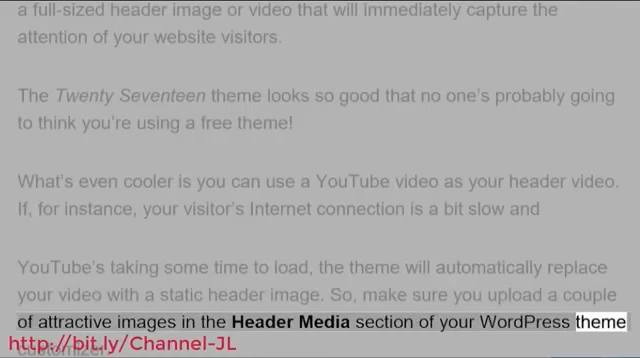 a full-sized header image or video that will immediately capture the
attention of your website visitors.
The Twenty Seventeen theme looks so good that no one's probably going
to think you're using a free theme!
What's even cooler is you can use a YouTube video as your header video.
If, for instance, your visitor's Internet connection is a bit slow and
YouTube's taking some time to load, the theme will automatically replace
your video with a static header image. So, make sure you upload a couple
of attractive images in the Header Media section of your WordPress theme
customizer.
http://bit.ly/Channel-JL